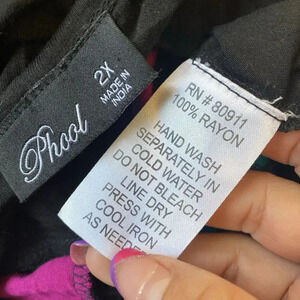 Phool
2X
MADE IN
INDIA
RN # 80911
100% RAYON
HAND WASH
SEPARATELY IN
COLD WATER
DO NOT BLEACH
LINE DRY
PRESS WITH
COOL IRON
AS NEEDE